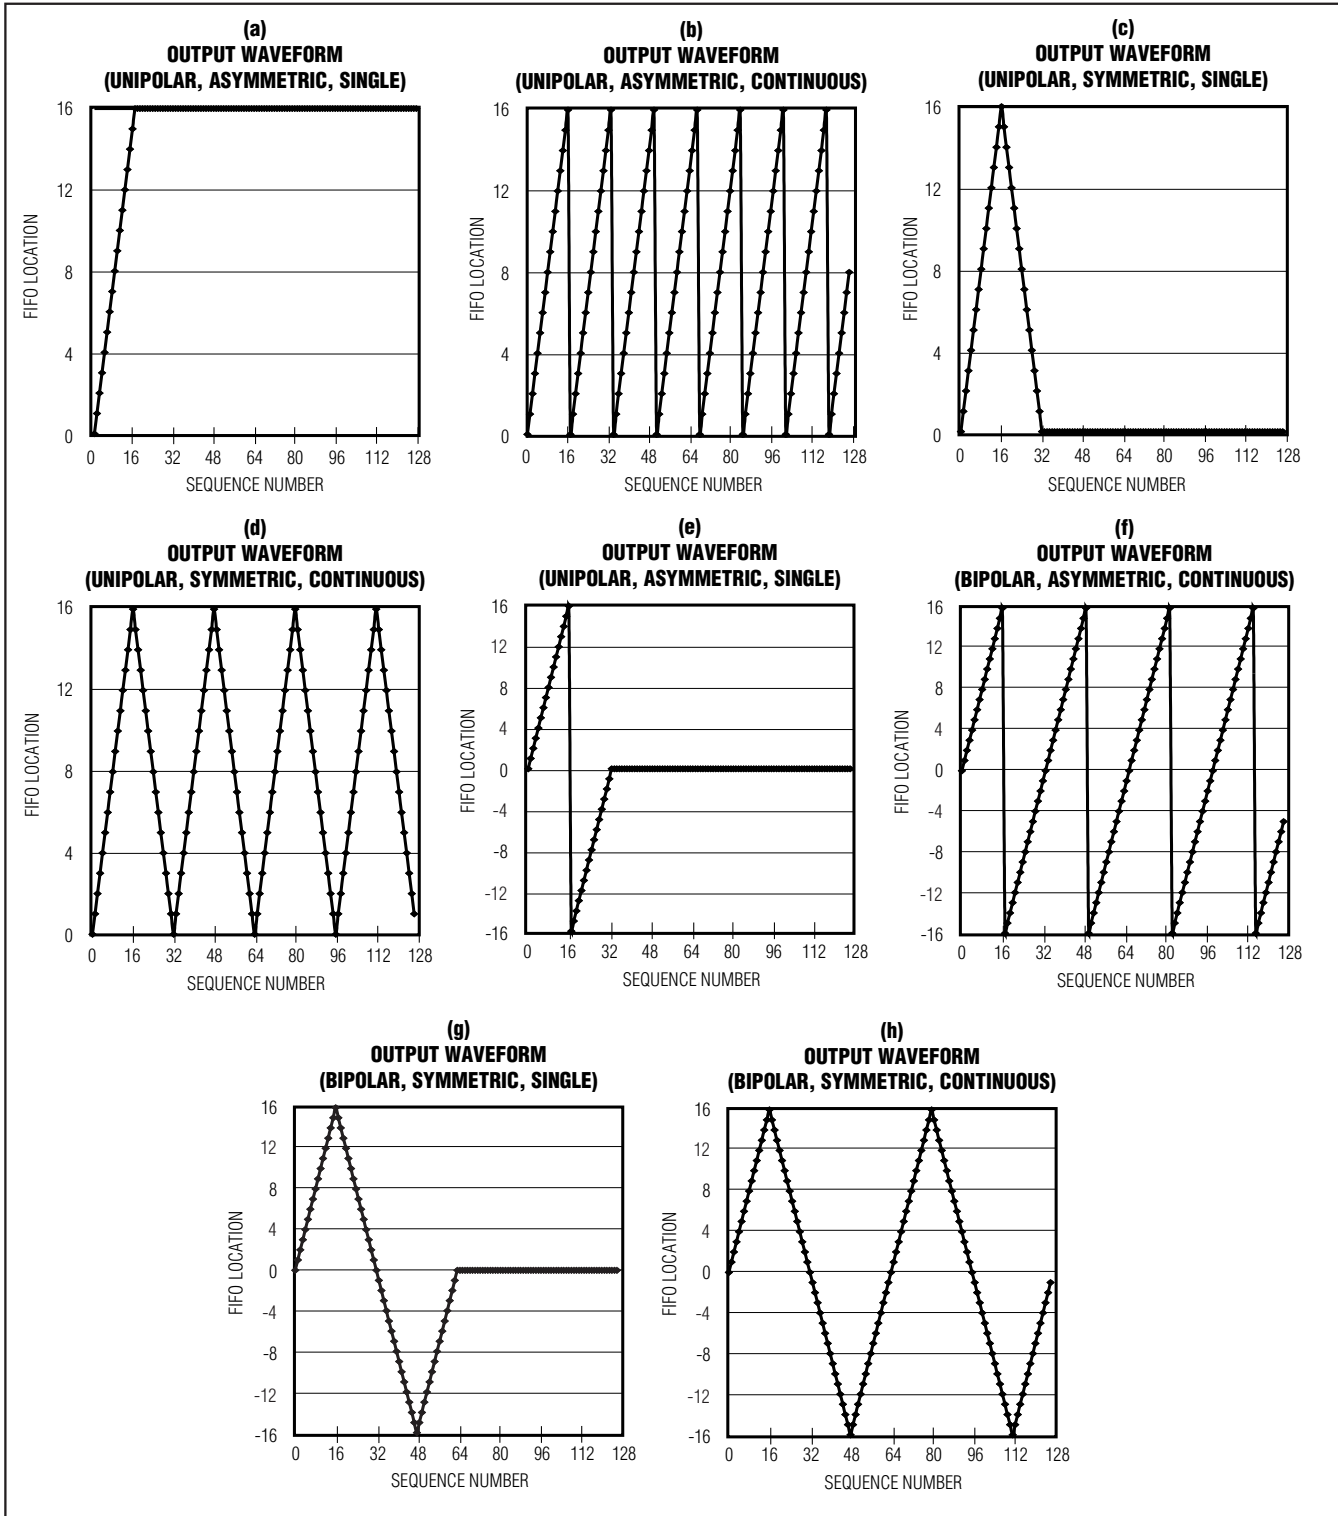 (a)
OUTPUT WAVEFORM
(UNIPOLAR, ASYMMETRIC, SINGLE)
16
12
8
4
0
FIFO LOCATION
0 16 32 48 64 80 96 112 128
SEQUENCE NUMBER
(b)
OUTPUT WAVEFORM
(UNIPOLAR, ASYMMETRIC, CONTINUOUS)
16
12
8
4
0
FIFO LOCATION
0 16 32 48 64 80 96 112 128
SEQUENCE NUMBER
(c)
OUTPUT WAVEFORM
(UNIPOLAR, SYMMETRIC, SINGLE)
16
12
8
4
0
FIFO LOCATION
0 16 32 48 64 80 96 112 128
SEQUENCE NUMBER
(d)
OUTPUT WAVEFORM
(UNIPOLAR, SYMMETRIC, CONTINUOUS)
16
12
8
4
0
FIFO LOCATION
0 16 32 48 64 80 96 112 128
SEQUENCE NUMBER
(e)
OUTPUT WAVEFORM
(UNIPOLAR, ASYMMETRIC, SINGLE)
16
12
8
4
0
-4
-8
-12
-16
FIFO LOCATION
0 16 32 48 64 80 96 112 128
SEQUENCE NUMBER
(f)
OUTPUT WAVEFORM
(BIPOLAR, ASYMMETRIC, CONTINUOUS)
16
12
8
4
0
-4
-8
-12
-16
FIFO LOCATION
0 16 32 48 64 80 96 112 128
SEQUENCE NUMBER
(g)
OUTPUT WAVEFORM
(BIPOLAR, SYMMETRIC, SINGLE)
16
12
8
4
0
-4
-8
-12
-16
FIFO LOCATION
0 16 32 48 64 80 96 112 128
SEQUENCE NUMBER
(h)
OUTPUT WAVEFORM
(BIPOLAR, SYMMETRIC, CONTINUOUS)
16
12
8
4
0
-4
-8
-12
-16
FIFO LOCATION
0 16 32 48 64 80 96 112 128
SEQUENCE NUMBER